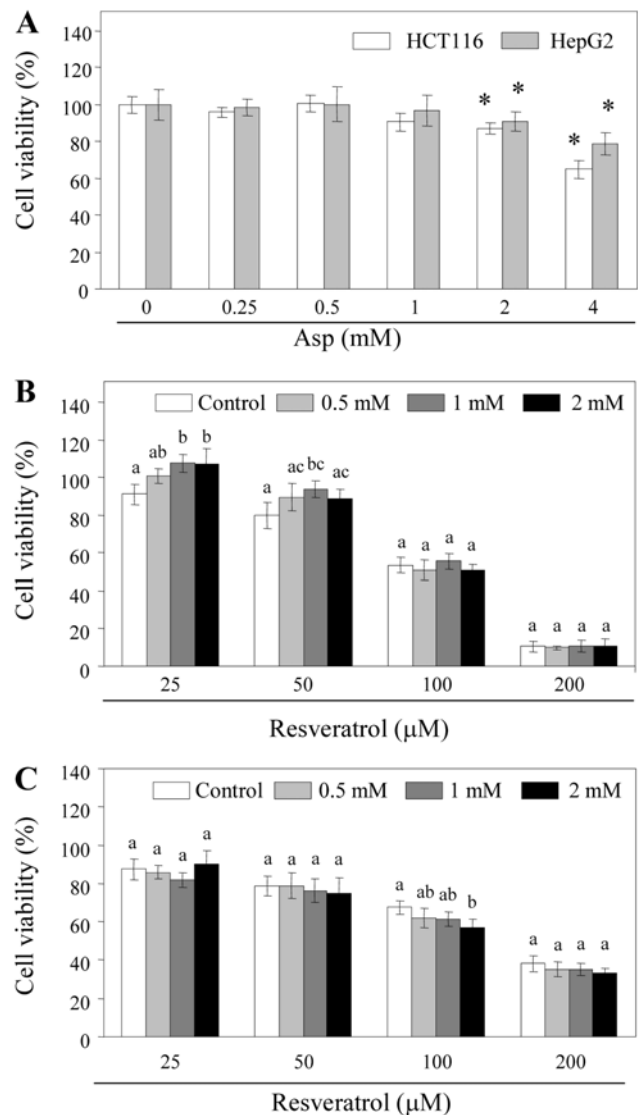 A
HCT116 HepG2
Cell viability (%)
140
120
100
80
60
40
20
0
* * * *
0 0.25 0.5 1 2 4
Asp (mM)
B
Control 0.5 mM 1 mM 2 mM
Cell viability (%)
140
120
100
80
60
40
20
0
a ab b b
a ac bc ac
a a a a
a a a a
25 50 100 200
Resveratrol (μM)
C
Control 0.5 mM 1 mM 2 mM
Cell viability (%)
140
120
100
80
60
40
20
0
a a a a
a a a a
a ab ab b
a a a a
25 50 100 200
Resveratrol (μM)